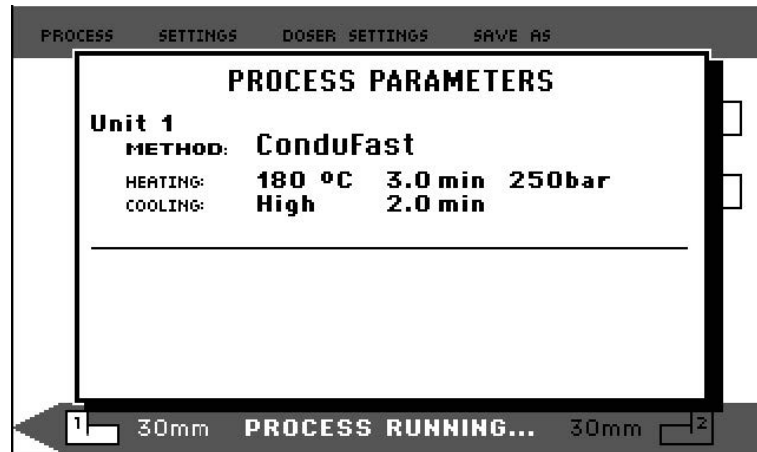 PROCESS SETTINGS DOSER SETTINGS SAVE AS
PROCESS PARAMETERS
Unit 1
METHOD: ConduFast
HEATING: 180 ºC 3.0 min 250bar
COOLING: High 2.0 min
1 30mm PROCESS RUNNING... 30mm 2